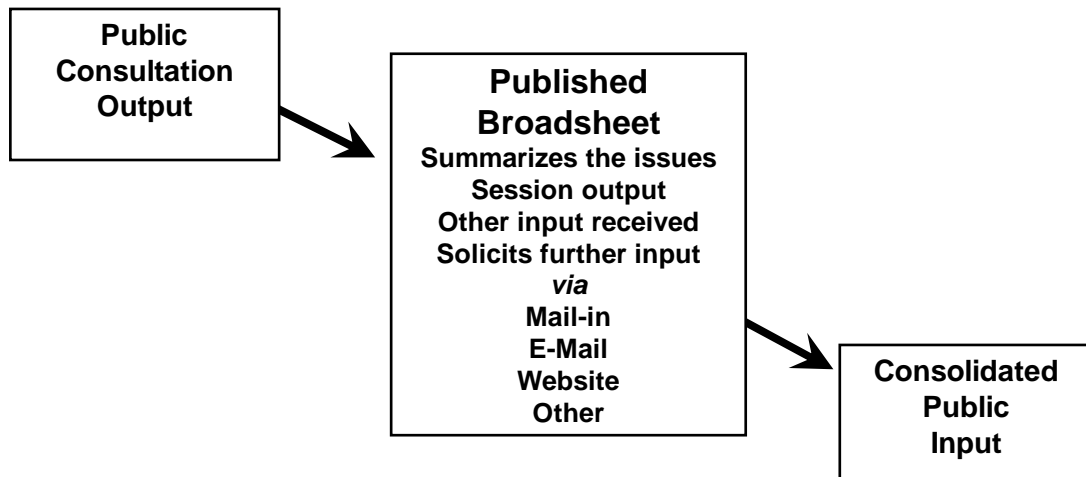 Public
Consultation
Output
Published
Broadsheet
Summarizes the issues
Session output
Other input received
Solicits further input
via
Mail-in
E-Mail
Website
Other
Consolidated
Public
Input